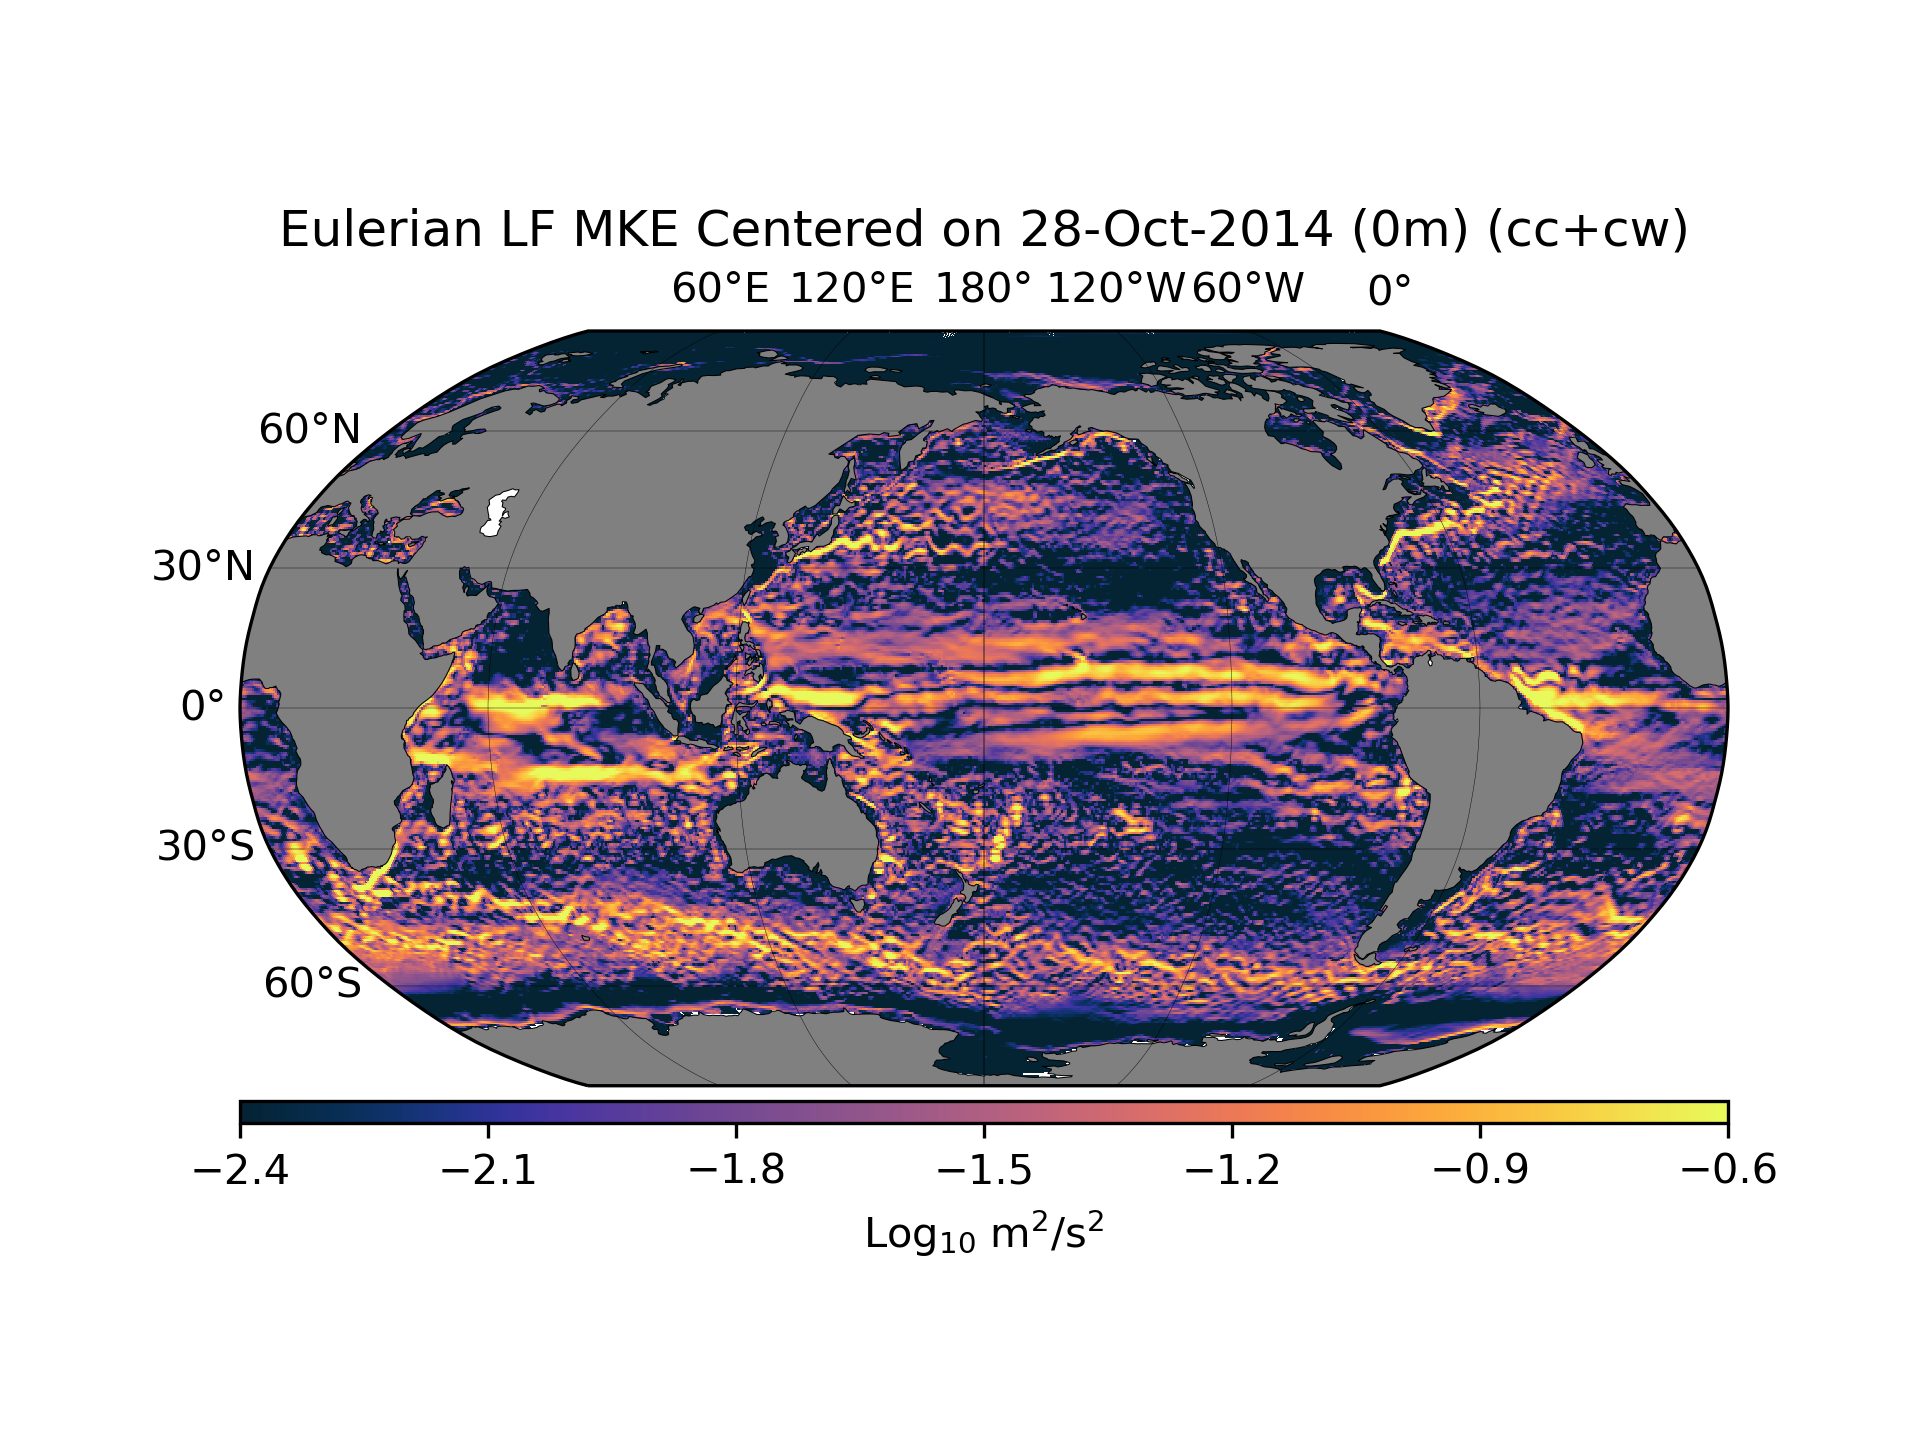 Eulerian LF MKE Centered on 28-Oct-2014 (0m) (cc+cw)
60°E 120°E 180° 120°W 60°W 0°
60°N
30°N
0°
30°S
60°S
−2.4 −2.1 −1.8 −1.5 −1.2 −0.9 −0.6
Log₁₀ m²/s²